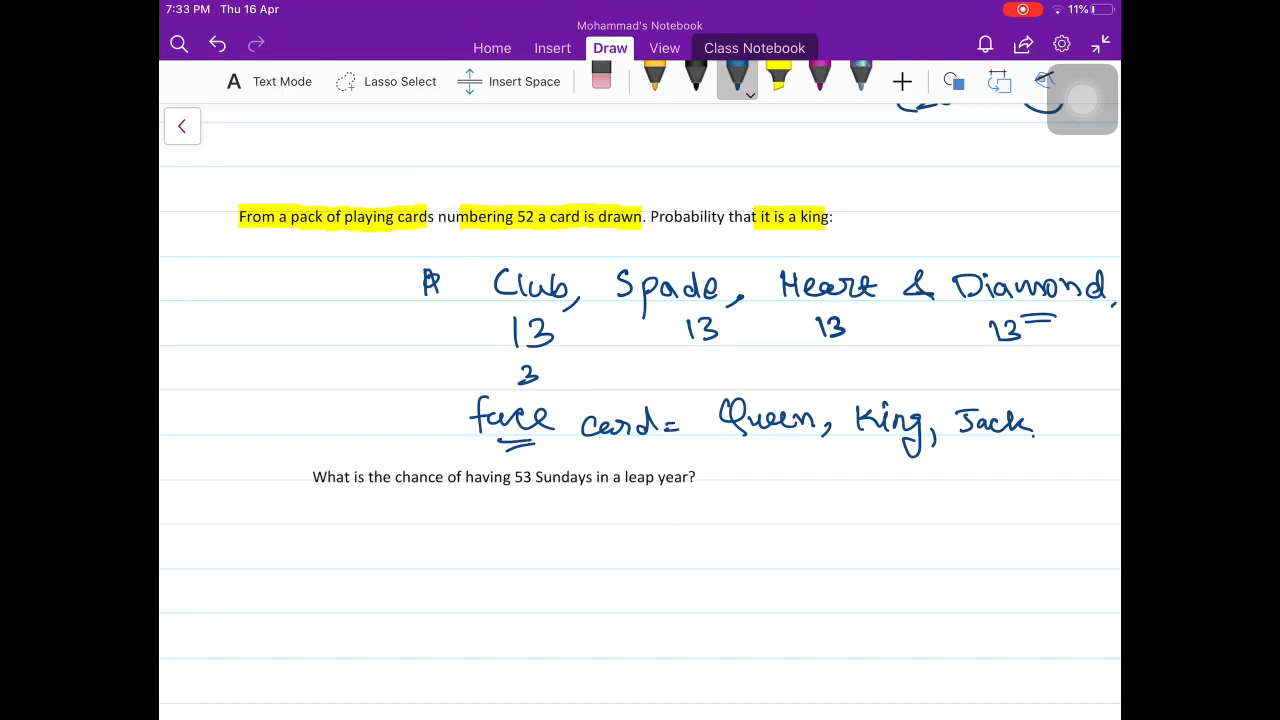 7:33 PM Thu 16 Apr
11%
Mohammad's Notebook
Home Insert Draw View Class Notebook
A Text Mode Lasso Select Insert Space
From a pack of playing cards numbering 52 a card is drawn. Probability that it is a king:
Club, Spade, Heart & Diamond,
13 13 13 13
3
face card = Queen, King, Jack.
What is the chance of having 53 Sundays in a leap year?